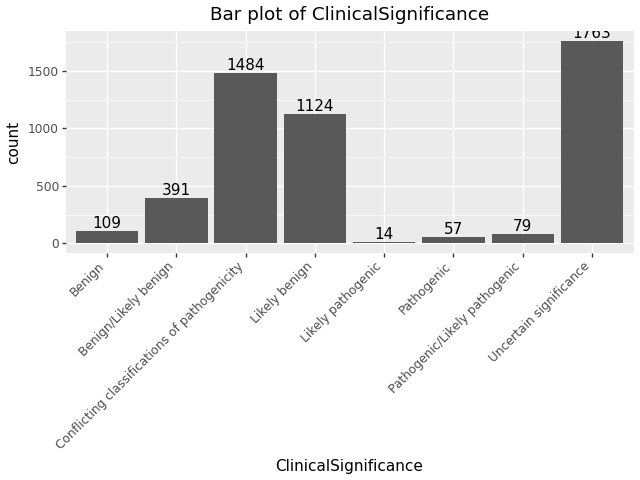 Bar plot of ClinicalSignificance
count
1500
1000
500
0
109
391
1484
1124
14
57
79
1763
Benign
Benign/Likely benign
Conflicting classifications of pathogenicity
Likely benign
Likely pathogenic
Pathogenic
Pathogenic/Likely pathogenic
Uncertain significance
ClinicalSignificance